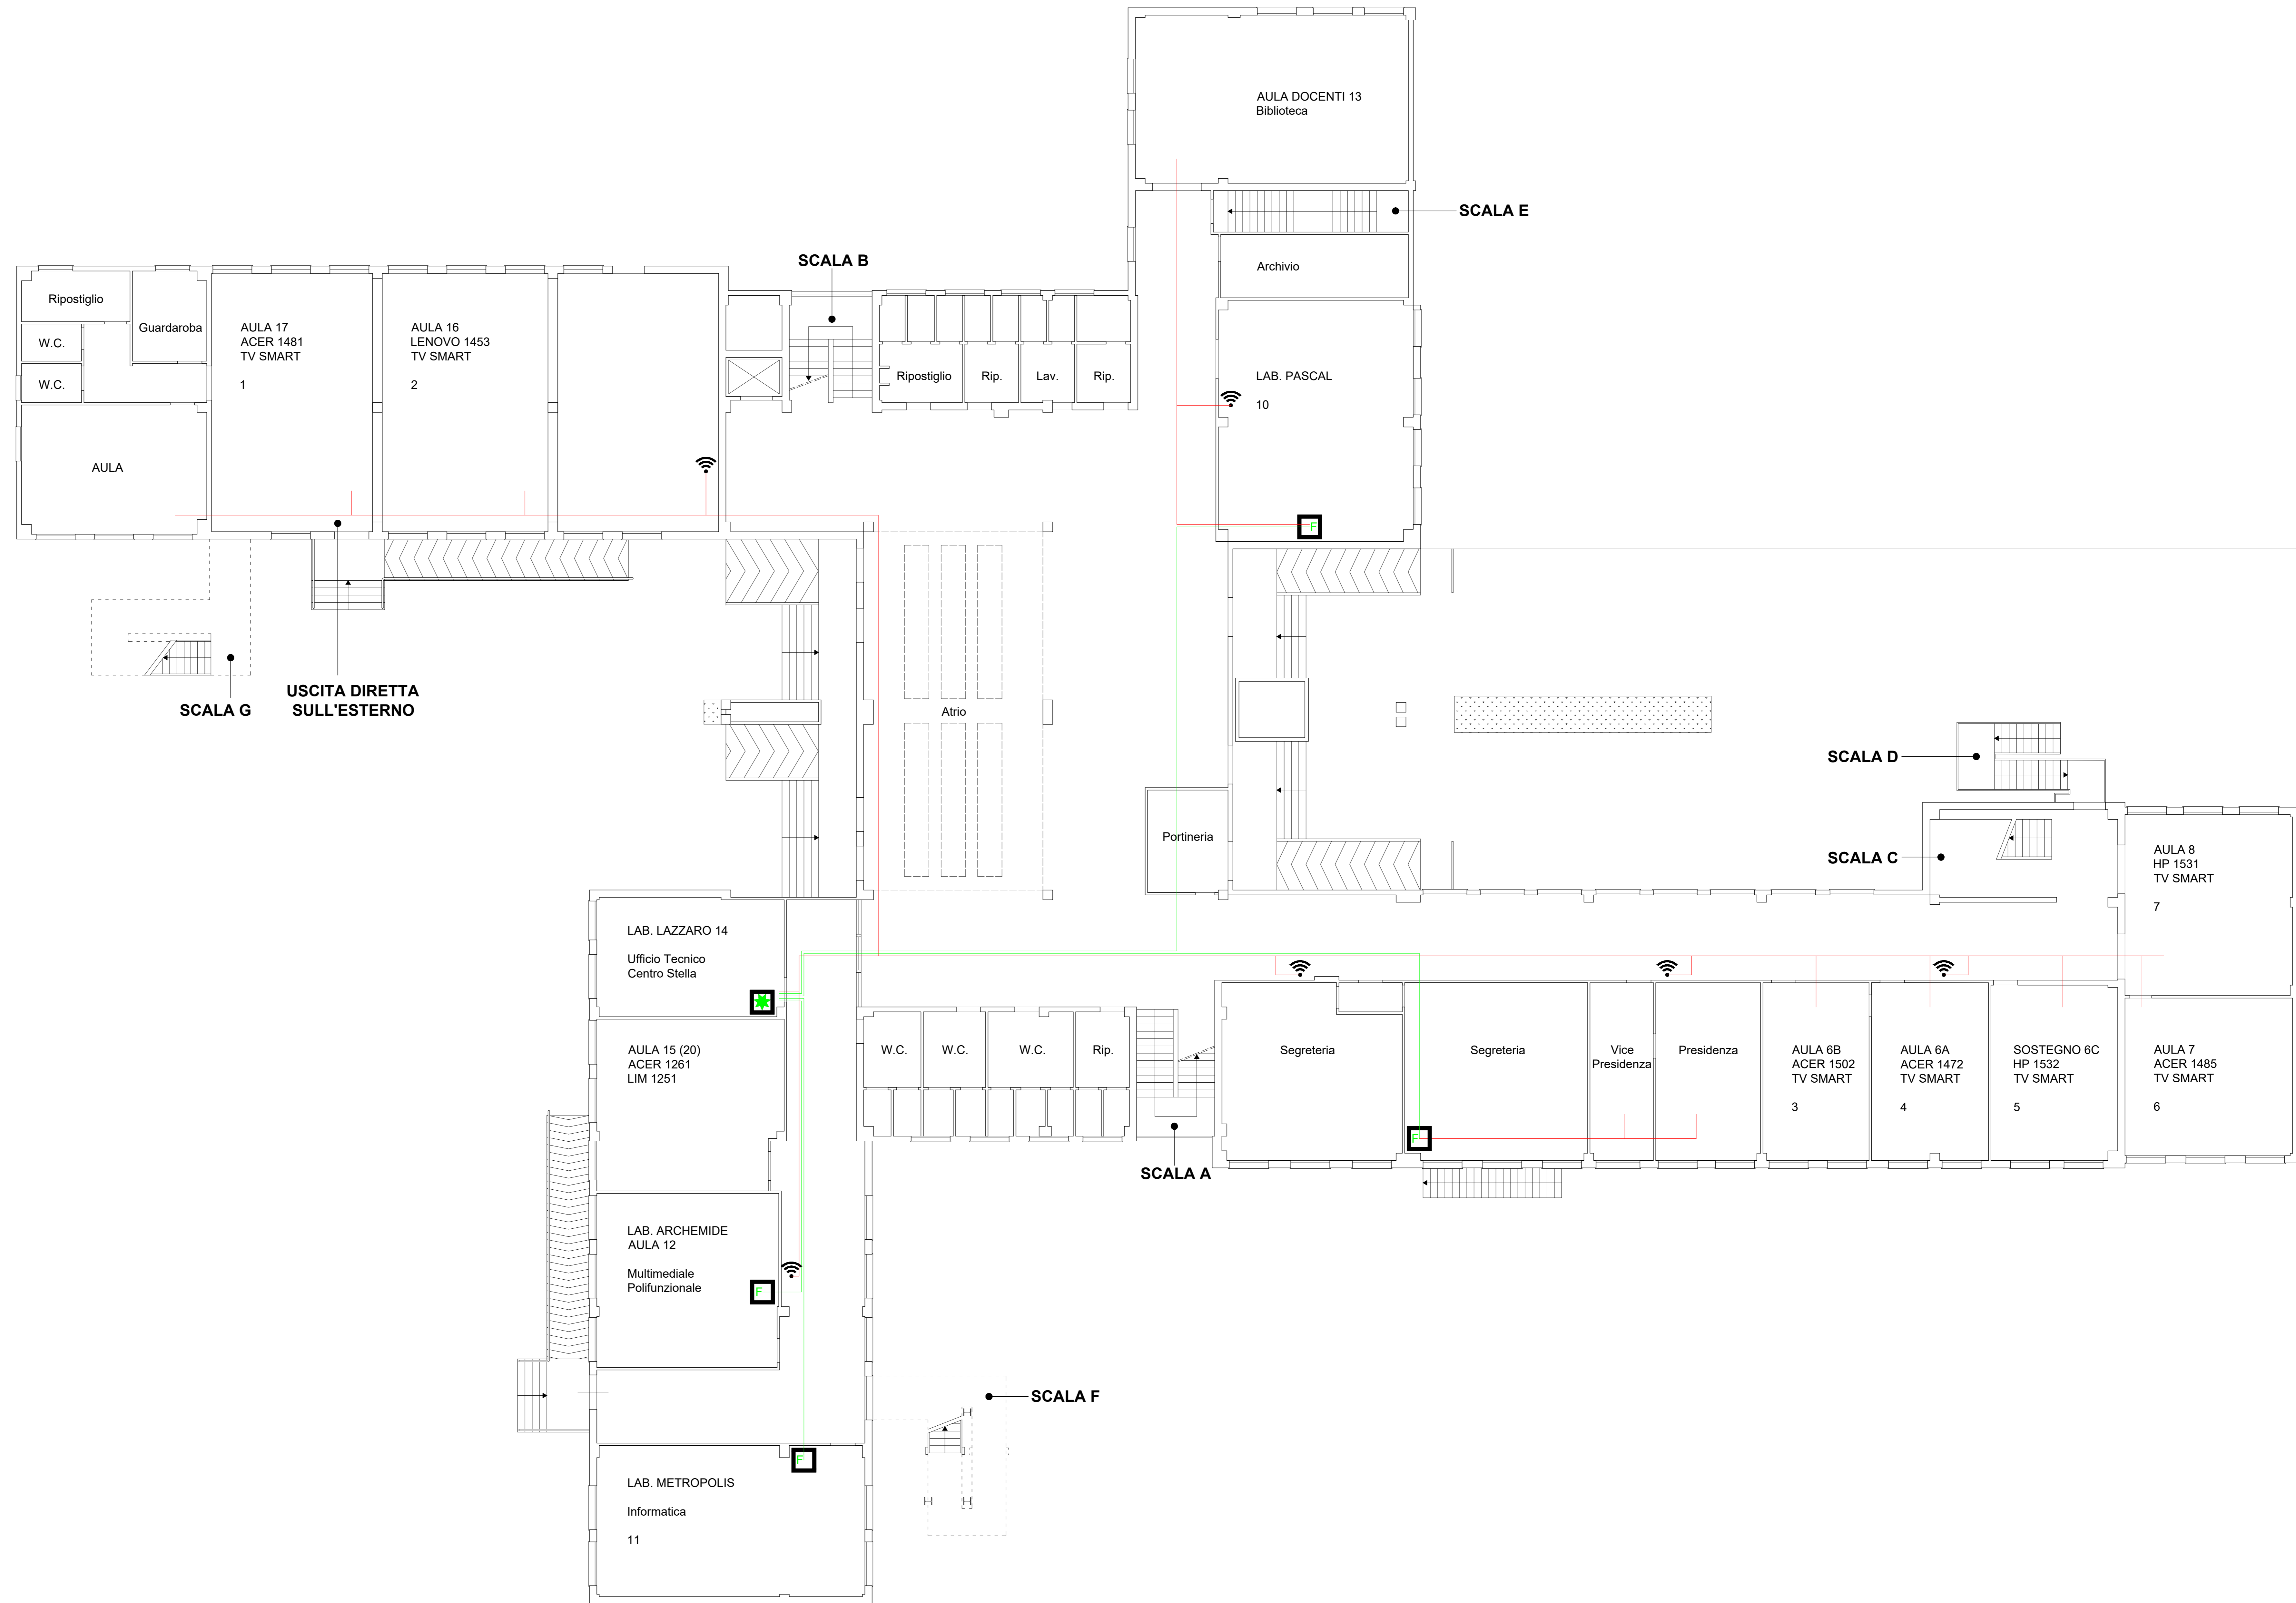 AULA DOCENTI 13
Biblioteca
SCALA E
SCALA B
Archivio
Ripostiglio
Guardaroba
W.C.
W.C.
AULA
AULA 17
ACER 1481
TV SMART
1
AULA 16
LENOVO 1453
TV SMART
2
Ripostiglio
Rip.
Lav.
Rip.
LAB. PASCAL
10
F
SCALA G
USCITA DIRETTA
SULL'ESTERNO
Atrio
SCALA D
Portineria
SCALA C
AULA 8
HP 1531
TV SMART
7
LAB. LAZZARO 14
Ufficio Tecnico
Centro Stella
AULA 15 (20)
ACER 1261
LIM 1251
W.C.
W.C.
W.C.
Rip.
Segreteria
Segreteria
F
Vice
Presidenza
Presidenza
AULA 6B
ACER 1502
TV SMART
3
AULA 6A
ACER 1472
TV SMART
4
SOSTEGNO 6C
HP 1532
TV SMART
5
AULA 7
ACER 1485
TV SMART
6
SCALA A
LAB. ARCHEMIDE
AULA 12
Multimediale
Polifunzionale
F
SCALA F
F
LAB. METROPOLIS
Informatica
11